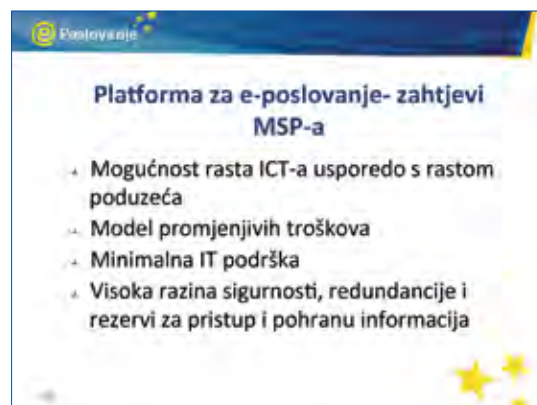 e Poslovanje
Platforma za e-poslovanje- zahtjevi
MSP-a
Mogućnost rasta ICT-a usporedo s rastom
poduzeća
Model promjenjivih troškova
Minimalna IT podrška
Visoka razina sigurnosti, redundancije i
rezervi za pristup i pohranu informacija